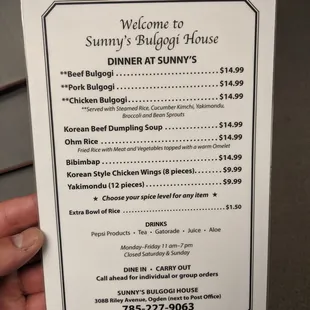 Welcome to
Sunny's Bulgogi House
DINNER AT SUNNY'S
**Beef Bulgogi ........................ $14.99
**Pork Bulgogi ........................ $14.99
**Chicken Bulgogi ..................... $14.99
**Served with Steamed Rice, Cucumber Kimchi, Yakimandu,
Broccoli and Bean Sprouts
Korean Beef Dumpling Soup ............. $14.99
Ohm Rice .............................. $14.99
Fried Rice with Meat and Vegetables topped with a warm Omelet
Bibimbap .............................. $14.99
Korean Style Chicken Wings (8 pieces) .. $9.99
Yakimondu (12 pieces) ................. $9.99
★ Choose your spice level for any item ★
Extra Bowl of Rice .................... $1.50
DRINKS
Pepsi Products • Tea • Gatorade • Juice • Aloe
Monday–Friday 11 am–7 pm
Closed Saturday & Sunday
DINE IN • CARRY OUT
Call ahead for individual or group orders
SUNNY'S BULGOGI HOUSE
308B Riley Avenue, Ogden (next to Post Office)
785-227-9063